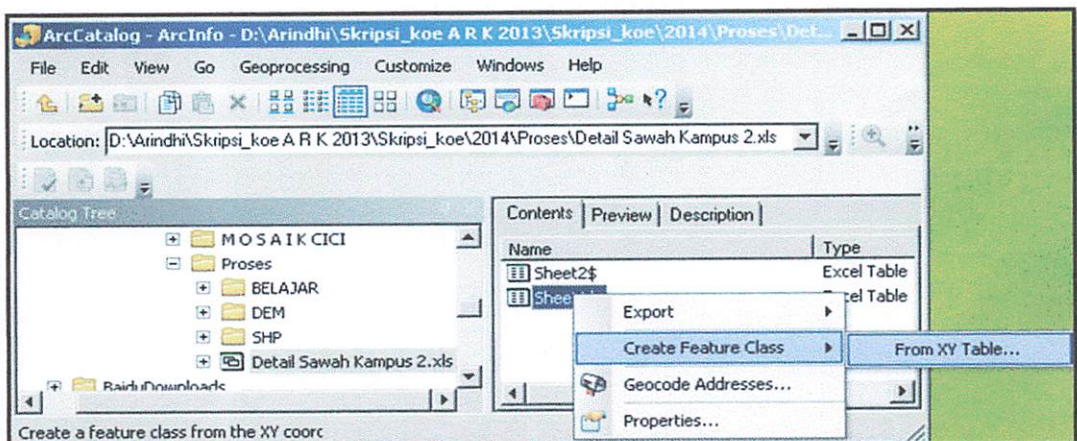 ArcCatalog - ArcInfo - D:\Arindhi\Skripsi_koe A R K 2013\Skripsi_koe\2014\Proses\Det...
File Edit View Go Geoprocessing Customize Windows Help
Location: D:\Arindhi\Skripsi_koe A R K 2013\Skripsi_koe\2014\Proses\Detail Sawah Kampus 2.xls
Catalog Tree
M O S A I K CICI
Proses
BELAJAR
DEM
SHP
Detail Sawah Kampus 2.xls
BaiduDownloads
Contents Preview Description
Name Type
Sheet2$ Excel Table
Export
Create Feature Class
From XY Table...
Geocode Addresses...
Properties...
Create a feature class from the XY